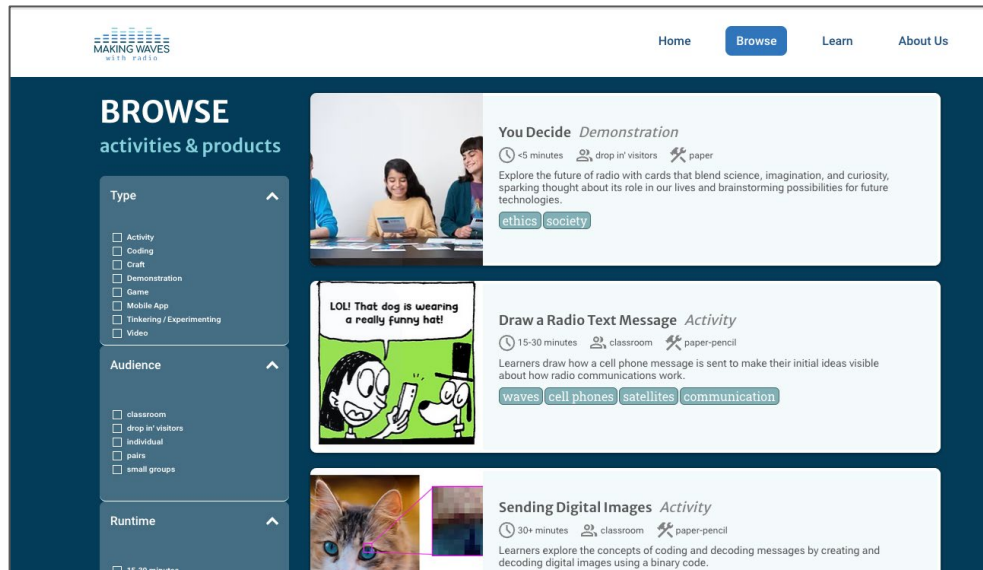 MAKING WAVES
with radio
Home
Browse
Learn
About Us
BROWSE
activities & products
Type
Activity
Coding
Craft
Demonstration
Game
Mobile App
Tinkering / Experimenting
Video
Audience
classroom
drop in' visitors
individual
pairs
small groups
Runtime
15-30 minutes
You Decide Demonstration
<5 minutes drop in' visitors paper
Explore the future of radio with cards that blend science, imagination, and curiosity,
sparking thought about its role in our lives and brainstorming possibilities for future
technologies.
ethics society
LOL! That dog is wearing
a really funny hat!
Draw a Radio Text Message Activity
15-30 minutes classroom paper-pencil
Learners draw how a cell phone message is sent to make their initial ideas visible
about how radio communications work.
waves cell phones satellites communication
Sending Digital Images Activity
30+ minutes classroom paper-pencil
Learners explore the concepts of coding and decoding messages by creating and
decoding digital images using a binary code.